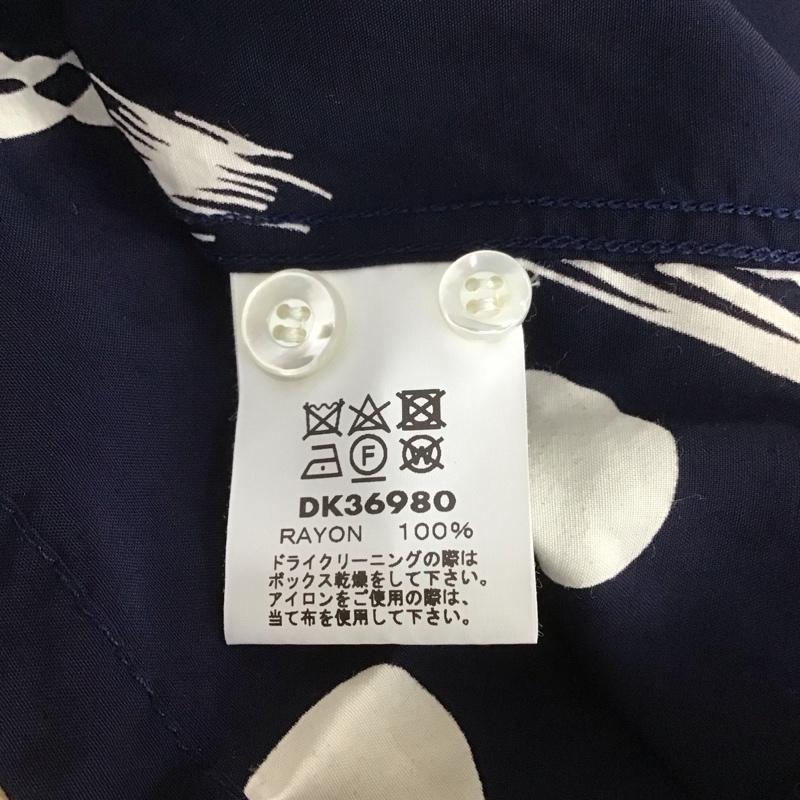 F W
DK36980
RAYON 100%
ドライクリーニングの際は
ボックス乾燥をして下さい。
アイロンをご使用の際は、
当て布を使用して下さい。